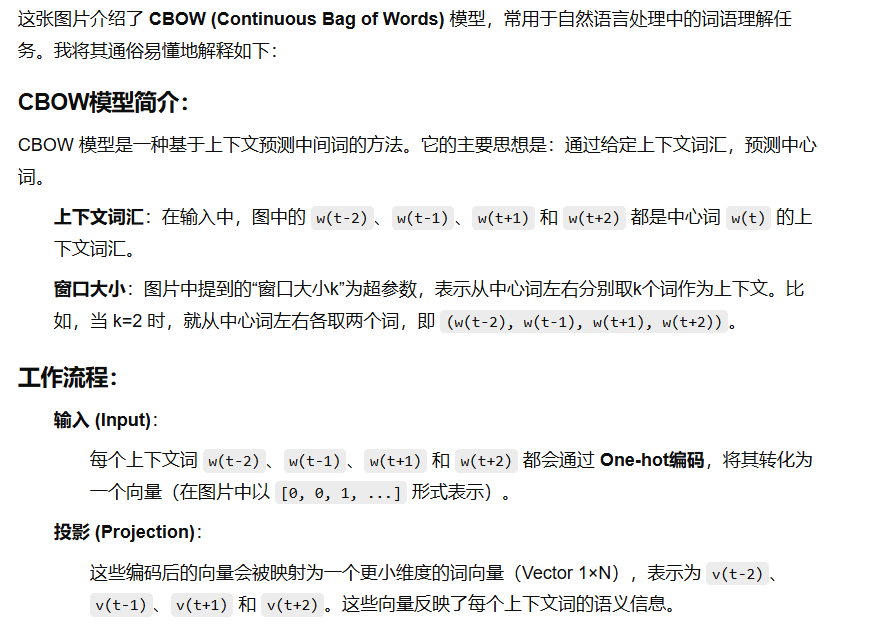 这张图片介绍了 CBOW (Continuous Bag of Words) 模型，常用于自然语言处理中的词语理解任
务。我将其通俗易懂地解释如下：
CBOW模型简介：
CBOW 模型是一种基于上下文预测中间词的方法。它的主要思想是：通过给定上下文词汇，预测中心
词。
上下文词汇：在输入中，图中的 w(t-2)、w(t-1)、w(t+1) 和 w(t+2) 都是中心词 w(t) 的上
下文词汇。
窗口大小：图片中提到的“窗口大小k”为超参数，表示从中心词左右分别取k个词作为上下文。比
如，当 k=2 时，就从中心词左右各取两个词，即 (w(t-2), w(t-1), w(t+1), w(t+2))。
工作流程：
输入 (Input)：
每个上下文词 w(t-2)、w(t-1)、w(t+1) 和 w(t+2) 都会通过 One-hot编码，将其转化为
一个向量（在图片中以 [0, 0, 1, ...] 形式表示）。
投影 (Projection)：
这些编码后的向量会被映射为一个更小维度的词向量（Vector 1×N），表示为 v(t-2)、
v(t-1)、v(t+1) 和 v(t+2)。这些向量反映了每个上下文词的语义信息。